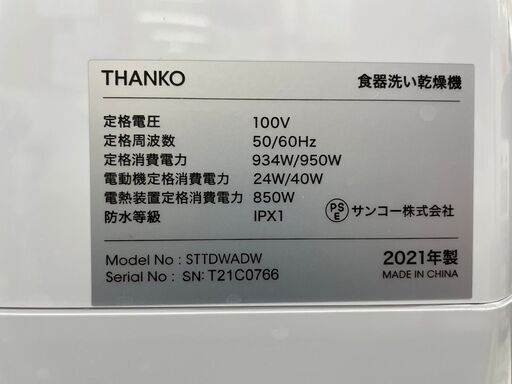 THANKO 食器洗い乾燥機
定格電圧 100V
定格周波数 50/60Hz
定格消費電力 934W/950W
電動機定格消費電力 24W/40W
電熱装置定格消費電力 850W
防水等級 IPX1 PSE サンコー株式会社
Model No : STTDWADW 2021年製
Serial No : SN: T21C0766 MADE IN CHINA